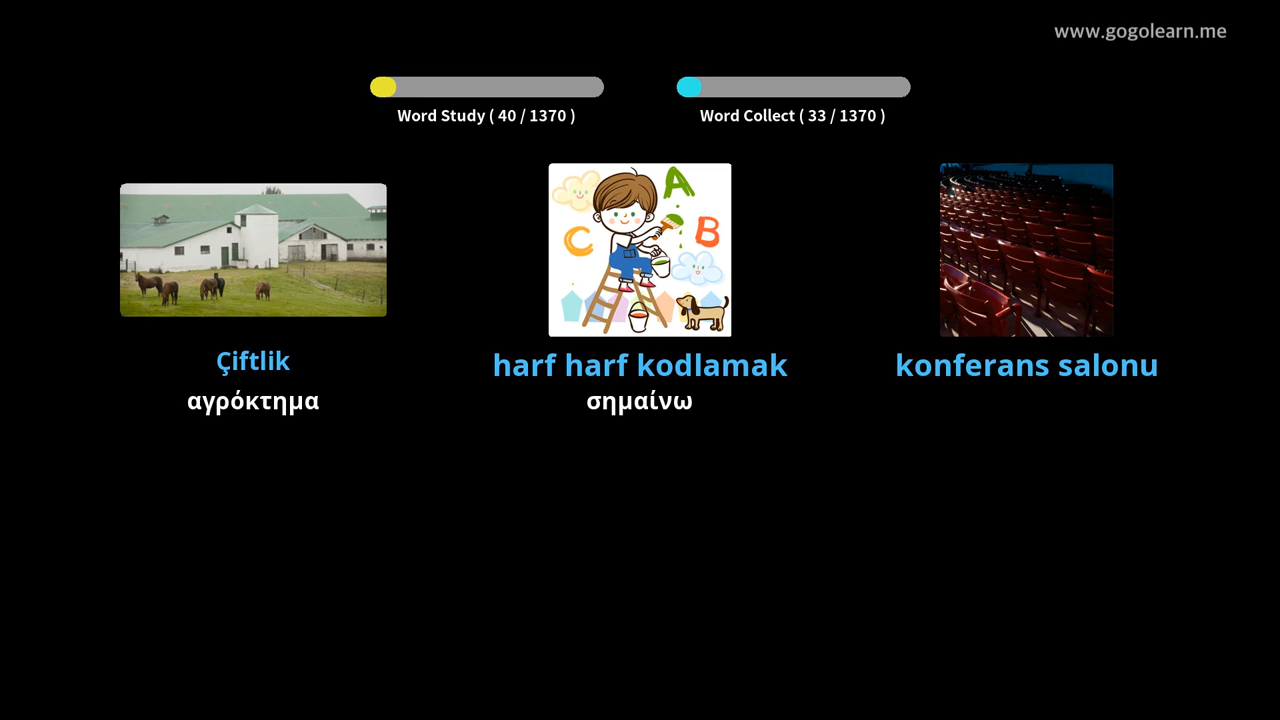 www.gogolearn.me
Word Study ( 40 / 1370 )
Word Collect ( 33 / 1370 )
A
B
C
Çiftlik
αγρόκτημα
harf harf kodlamak
σημαίνω
konferans salonu